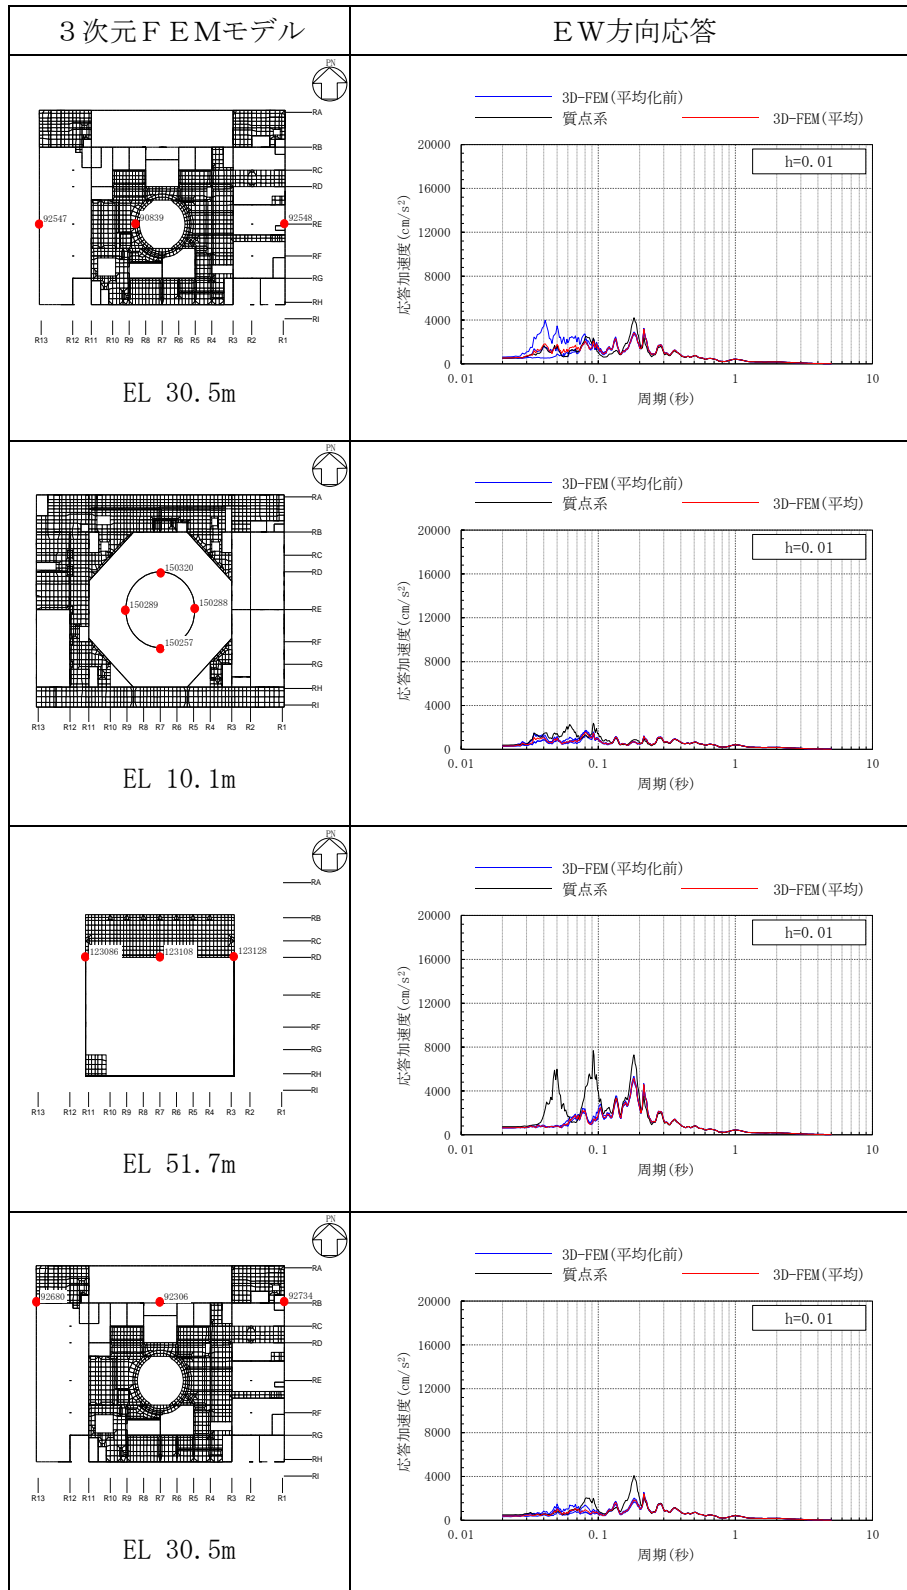 ３次元ＦＥＭモデル
ＥＷ方向応答
PN
RA
RB
RC
RD
RE
RF
RG
RH
RI
92547
90839
92548
R13 R12 R11 R10 R9 R8 R7 R6 R5 R4 R3 R2 R1
EL 30.5m
3D-FEM(平均化前)
質点系 3D-FEM(平均)
h=0.01
応答加速度(cm/s²)
20000
16000
12000
8000
4000
0
0.01 0.1 1 10
周期(秒)
PN
RA
RB
RC
RD
RE
RF
RG
RH
RI
150320
150289
150288
150257
R13 R12 R11 R10 R9 R8 R7 R6 R5 R4 R3 R2 R1
EL 10.1m
3D-FEM(平均化前)
質点系 3D-FEM(平均)
h=0.01
応答加速度(cm/s²)
20000
16000
12000
8000
4000
0
0.01 0.1 1 10
周期(秒)
PN
RA
RB
RC
RD
RE
RF
RG
RH
RI
123086
123108
123128
R13 R12 R11 R10 R9 R8 R7 R6 R5 R4 R3 R2 R1
EL 51.7m
3D-FEM(平均化前)
質点系 3D-FEM(平均)
h=0.01
応答加速度(cm/s²)
20000
16000
12000
8000
4000
0
0.01 0.1 1 10
周期(秒)
PN
RA
RB
RC
RD
RE
RF
RG
RH
RI
92680
92306
92734
R13 R12 R11 R10 R9 R8 R7 R6 R5 R4 R3 R2 R1
EL 30.5m
3D-FEM(平均化前)
質点系 3D-FEM(平均)
h=0.01
応答加速度(cm/s²)
20000
16000
12000
8000
4000
0
0.01 0.1 1 10
周期(秒)